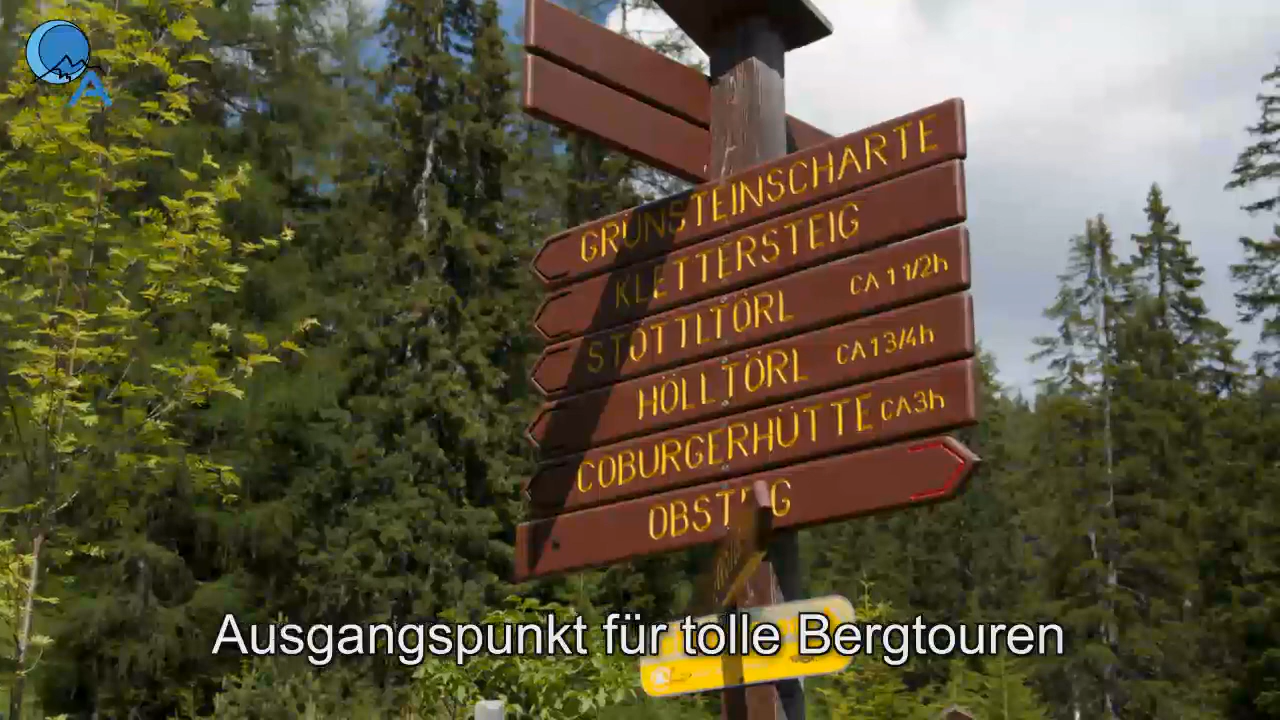 GRÜNSTEINSCHARTE
KLETTERSTEIG
STÖTTLTÖRL CA 1 1/2h
HÖLLTÖRL CA 1 3/4h
COBURGERHÜTTE CA 3h
Ausgangspunkt für tolle Bergtouren